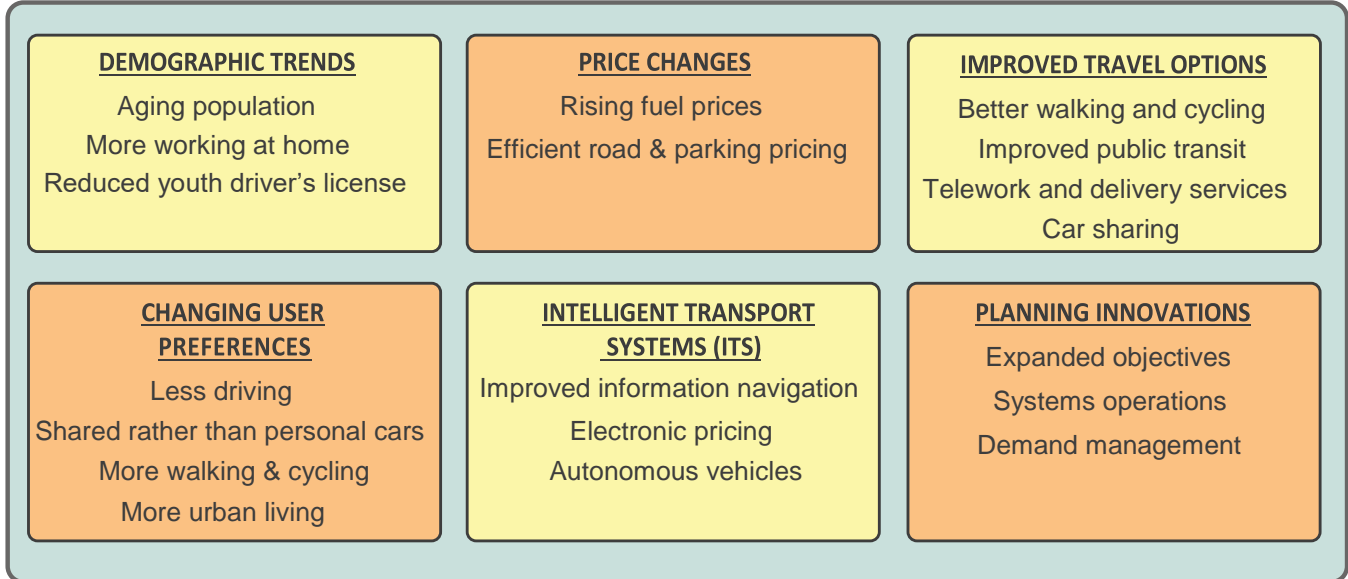 DEMOGRAPHIC TRENDS
Aging population
More working at home
Reduced youth driver’s license
PRICE CHANGES
Rising fuel prices
Efficient road & parking pricing
IMPROVED TRAVEL OPTIONS
Better walking and cycling
Improved public transit
Telework and delivery services
Car sharing
CHANGING USER
PREFERENCES
Less driving
Shared rather than personal cars
More walking & cycling
More urban living
INTELLIGENT TRANSPORT
SYSTEMS (ITS)
Improved information navigation
Electronic pricing
Autonomous vehicles
PLANNING INNOVATIONS
Expanded objectives
Systems operations
Demand management